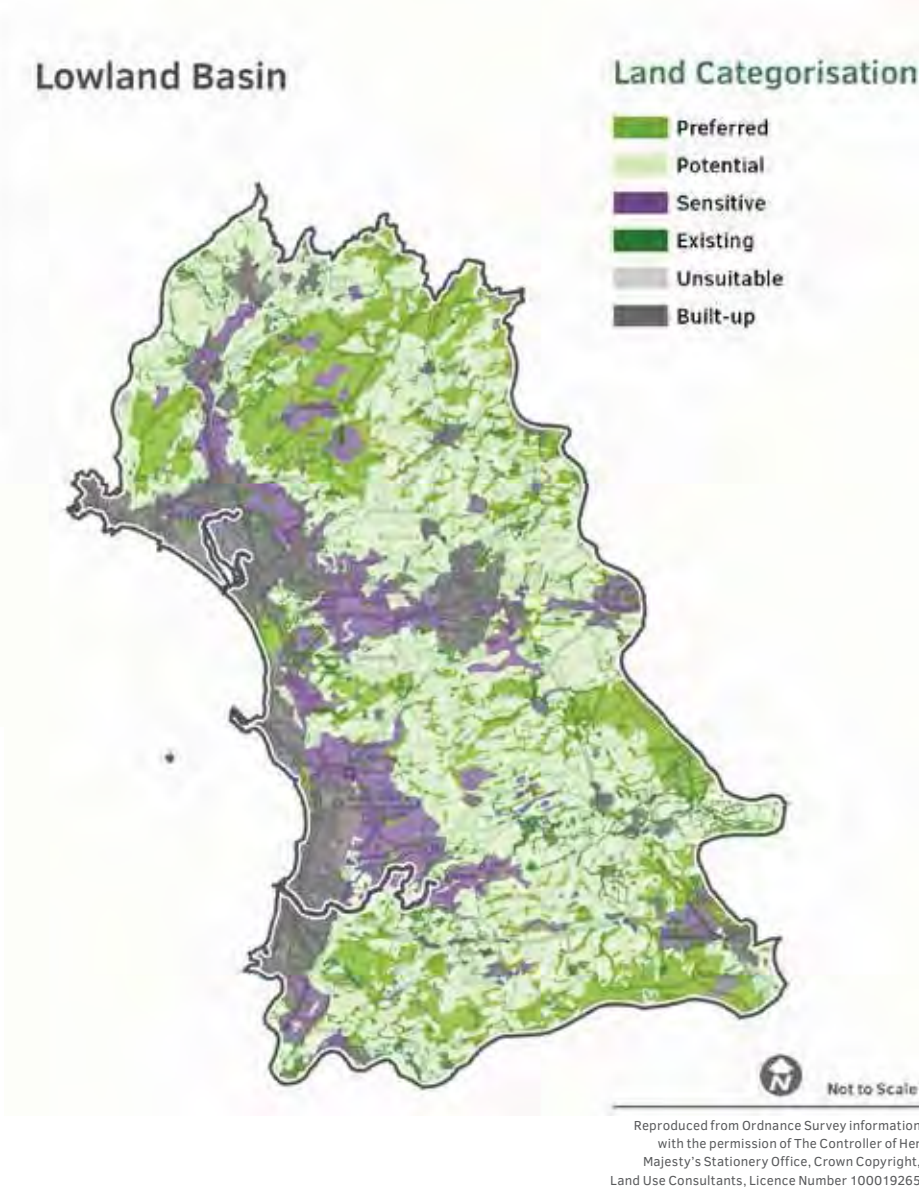 Lowland Basin
Land Categorisation
Preferred
Potential
Sensitive
Existing
Unsuitable
Built-up
N
Not to Scale
Reproduced from Ordnance Survey information
with the permission of The Controller of Her
Majesty's Stationery Office, Crown Copyright,
Land Use Consultants, Licence Number 100019265